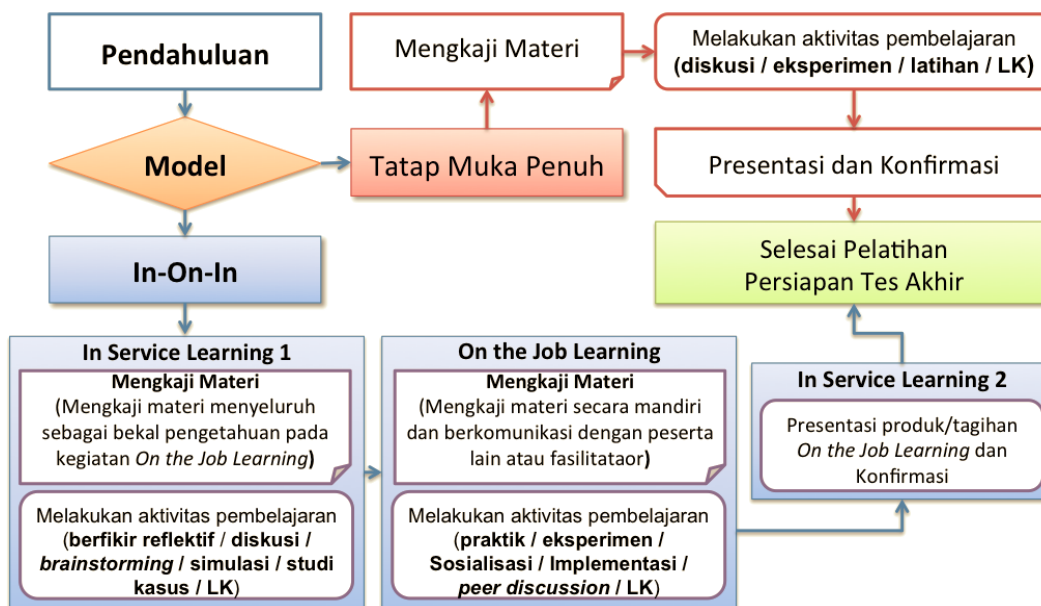 Pendahuluan
Model
Tatap Muka Penuh
Mengkaji Materi
Melakukan aktivitas pembelajaran
(diskusi / eksperimen / latihan / LK)
Presentasi dan Konfirmasi
Selesai Pelatihan
Persiapan Tes Akhir
In-On-In
In Service Learning 1
Mengkaji Materi
(Mengkaji materi menyeluruh
sebagai bekal pengetahuan pada
kegiatan On the Job Learning)
Melakukan aktivitas pembelajaran
(berfikir reflektif / diskusi /
brainstorming / simulasi / studi
kasus / LK)
On the Job Learning
Mengkaji Materi
(Mengkaji materi secara mandiri
dan berkomunikasi dengan peserta
lain atau fasilitataor)
Melakukan aktivitas pembelajaran
(praktik / eksperimen /
Sosialisasi / Implementasi /
peer discussion / LK)
In Service Learning 2
Presentasi produk/tagihan
On the Job Learning dan
Konfirmasi